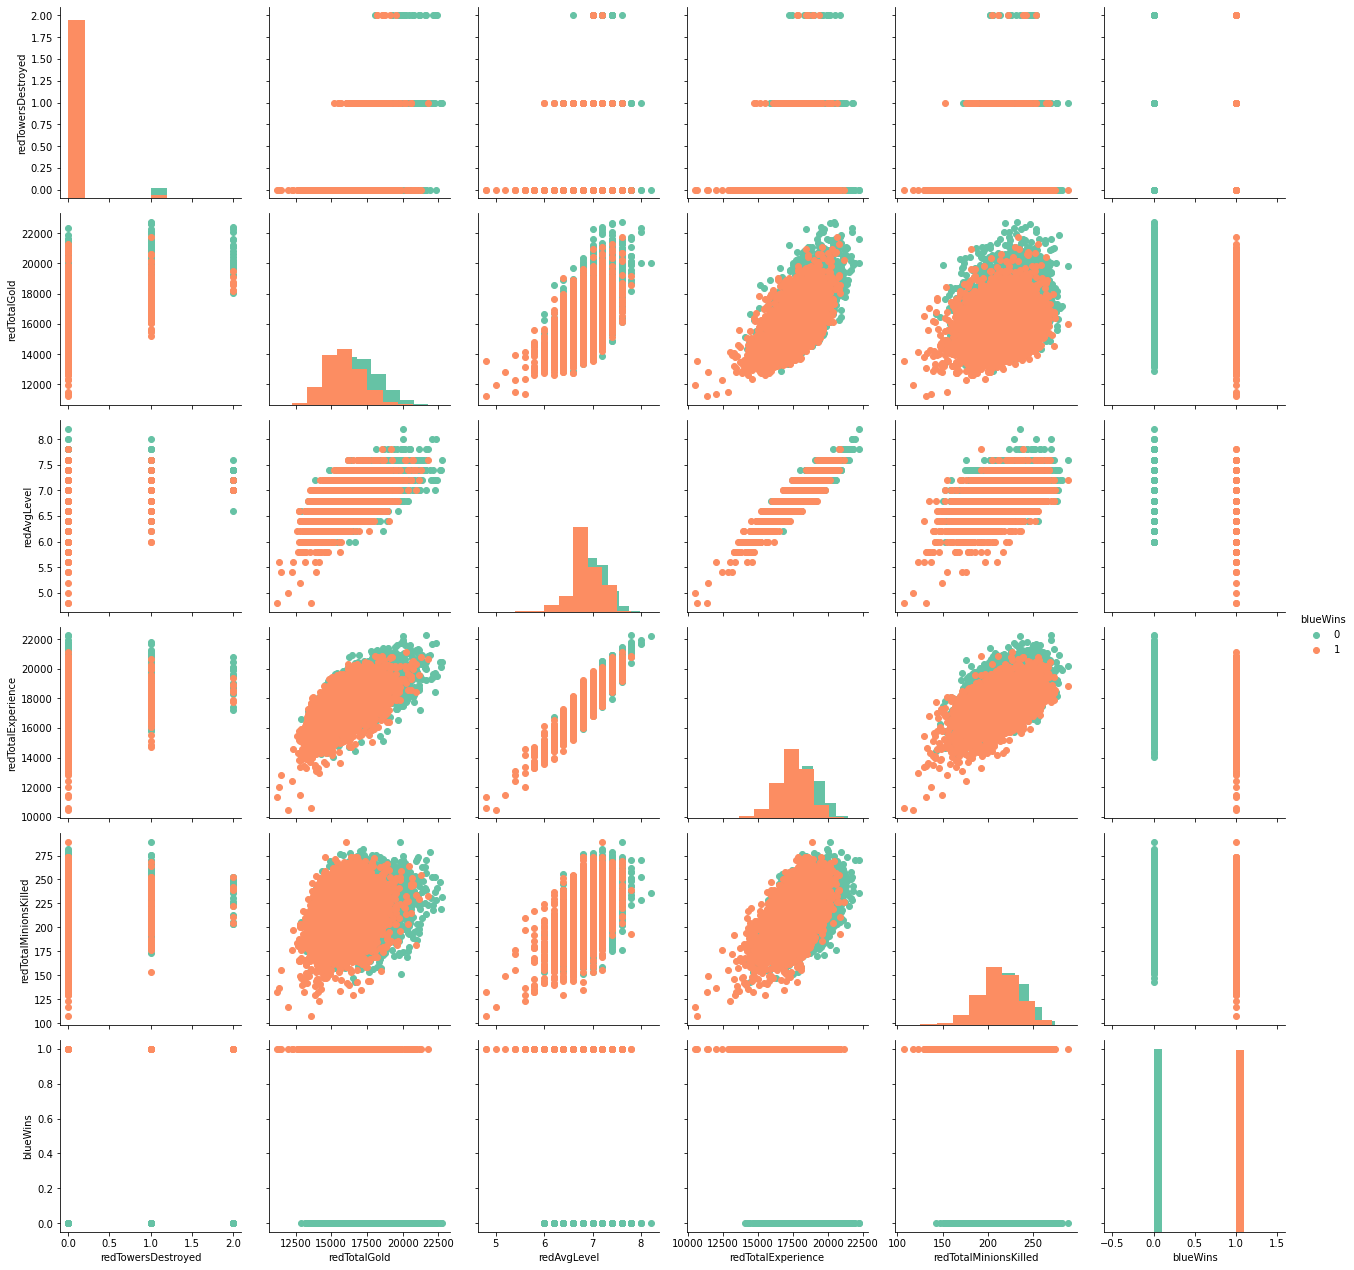 2.00
1.75
1.50
1.25
1.00
0.75
0.50
0.25
0.00
redTowersDestroyed
22000
20000
18000
16000
14000
12000
redTotalGold
8.0
7.5
7.0
6.5
6.0
5.5
5.0
redAvgLevel
22000
20000
18000
16000
14000
12000
10000
redTotalExperience
275
250
225
200
175
150
125
100
redTotalMinionsKilled
1.0
0.8
0.6
0.4
0.2
0.0
blueWins
0.0 0.5 1.0 1.5 2.0
redTowersDestroyed
12500 15000 17500 20000 22500
redTotalGold
5 6 7 8
redAvgLevel
10000 12500 15000 17500 20000 22500
redTotalExperience
100 150 200 250
redTotalMinionsKilled
-0.5 0.0 0.5 1.0 1.5
blueWins
blueWins
0
1